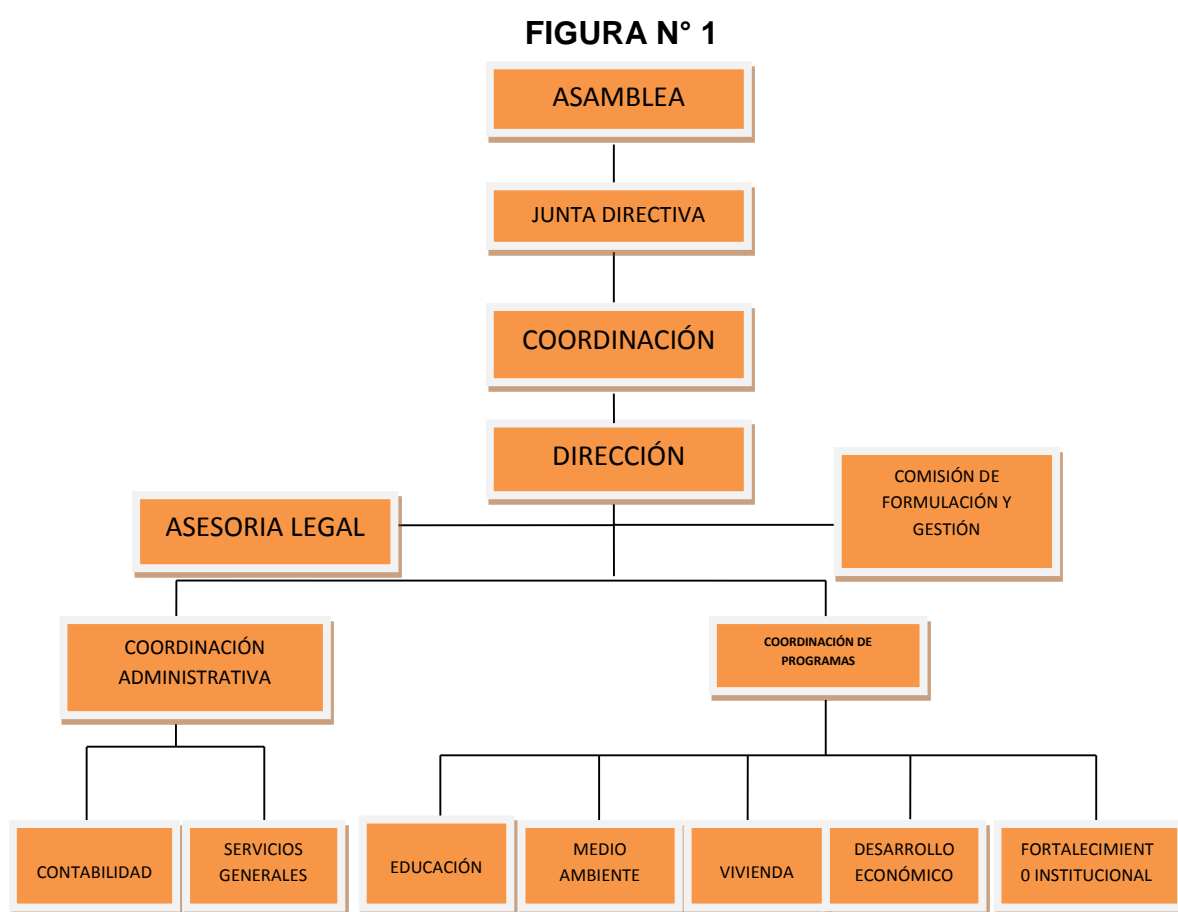 FIGURA N° 1
ASAMBLEA
JUNTA DIRECTIVA
COORDINACIÓN
DIRECCIÓN
COMISIÓN DE
FORMULACIÓN Y
GESTIÓN
ASESORIA LEGAL
COORDINACIÓN
ADMINISTRATIVA
COORDINACIÓN DE
PROGRAMAS
CONTABILIDAD
SERVICIOS
GENERALES
EDUCACIÓN
MEDIO
AMBIENTE
VIVIENDA
DESARROLLO
ECONÓMICO
FORTALECIMIENT
0 INSTITUCIONAL